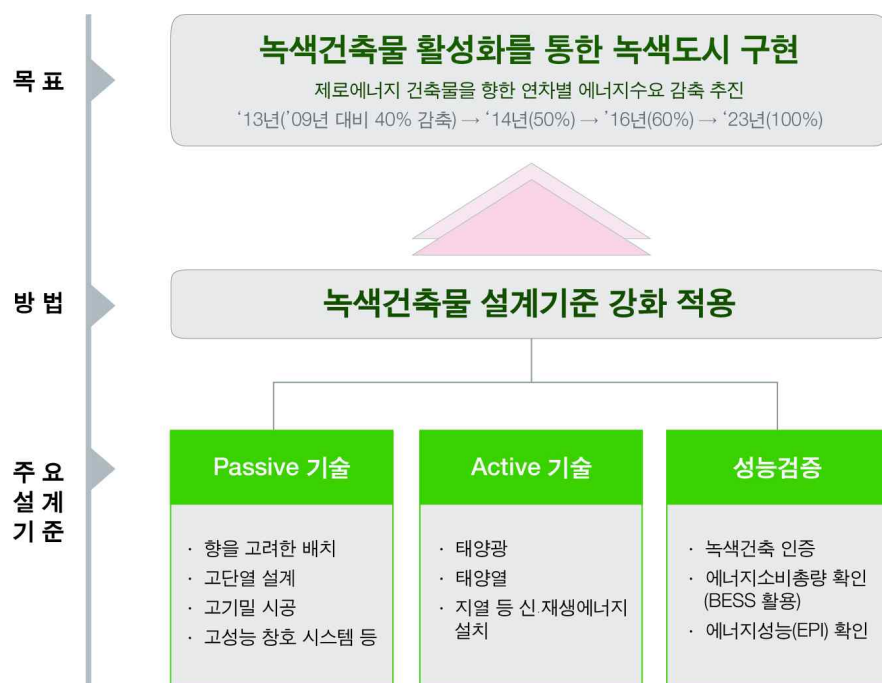 목 표
녹색건축물 활성화를 통한 녹색도시 구현
제로에너지 건축물을 향한 연차별 에너지수요 감축 추진
‘13년(’09년 대비 40% 감축) → ‘14년(50%) → ’16년(60%) → ‘23년(100%)
방 법
녹색건축물 설계기준 강화 적용
주 요
설 계
기 준
Passive 기술
· 향을 고려한 배치
· 고단열 설계
· 고기밀 시공
· 고성능 창호 시스템 등
Active 기술
· 태양광
· 태양열
· 지열 등 신.재생에너지
설치
성능검증
· 녹색건축 인증
· 에너지소비총량 확인
(BESS 활용)
· 에너지성능(EPI) 확인